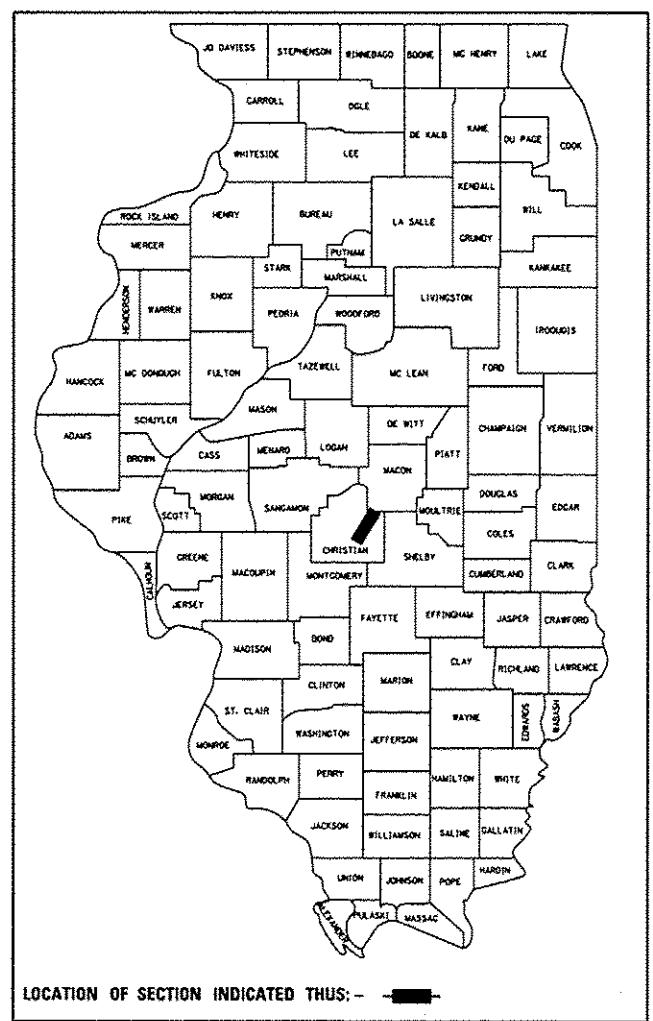 JO DAVIESS STEPHENSON WINNEBAGO BOONE MC HENRY LAKE
CARROLL OGLE
DE KALB KANE DU PAGE COOK
WHITESIDE LEE
KENDALL
ROCK ISLAND HENRY BUREAU LA SALLE WILL
MERCER GRUNDY
PUTNAM
STARK MARSHALL KANKAKEE
HENDERSON WARREN KNOX PEORIA WOODFORD LIVINGSTON IROQUOIS
HANCOCK MC DONOUGH FULTON TAZEWELL MC LEAN FORD
MASON
SCHUYLER DE WITT CHAMPAIGN VERMILION
ADAMS LOGAN
BROWN CASS MENARD PIATT
MACON
MORGAN SANGAMON DOUGLAS
PIKE SCOTT MOULTRIE EDGAR
COLES
CHRISTIAN SHELBY
GREENE MACOUPIN CUMBERLAND CLARK
CALHOUN MONTGOMERY
JERSEY FAYETTE EFFINGHAM JASPER CRAWFORD
MADISON BOND
CLAY
CLINTON MARION RICHLAND LAWRENCE
ST. CLAIR WAYNE EDWARDS WABASH
WASHINGTON JEFFERSON
MONROE
RANDOLPH PERRY HAMILTON WHITE
FRANKLIN
JACKSON WILLIAMSON SALINE GALLATIN
UNION JOHNSON POPE HARDIN
ALEXANDER PULASKI MASSAC
LOCATION OF SECTION INDICATED THUS: -